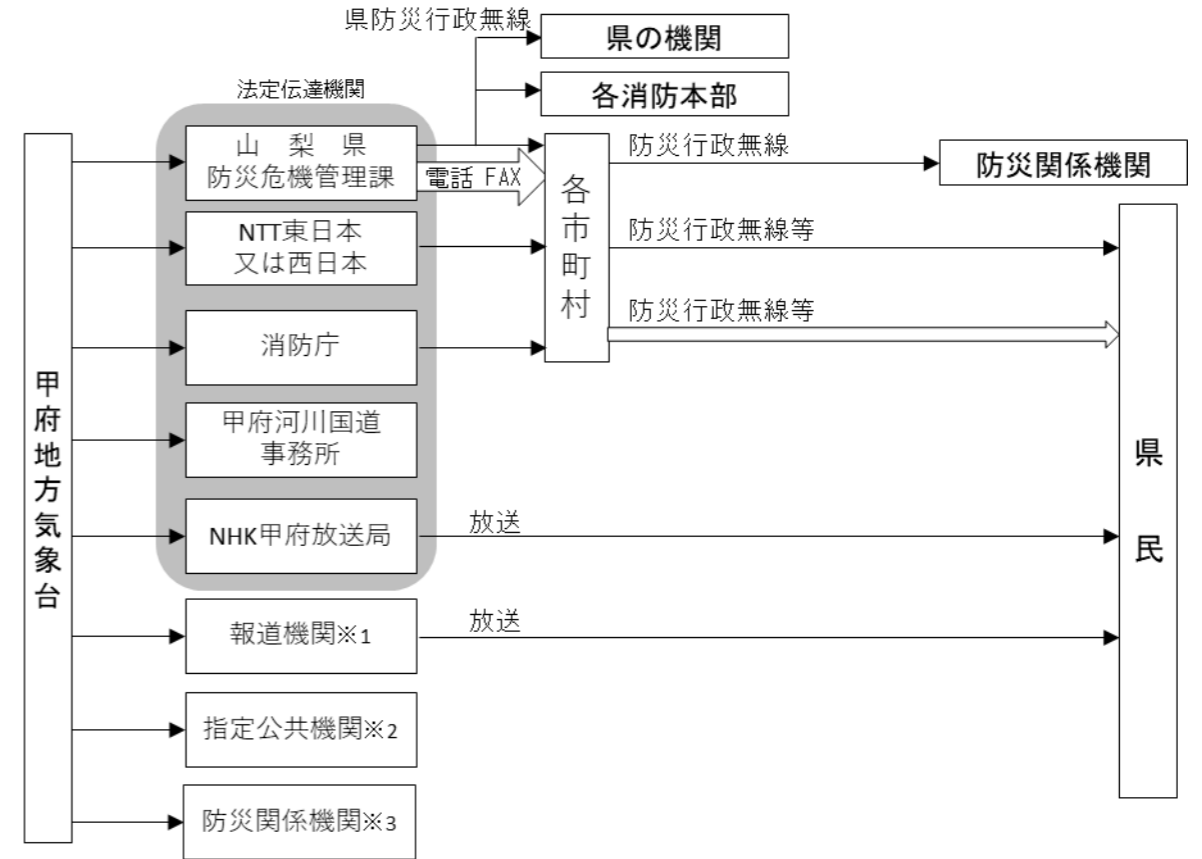 県防災行政無線
県の機関
法定伝達機関
各消防本部
山 梨 県
防災危機管理課
電話 FAX
各市町村
防災行政無線
防災関係機関
NTT東日本
又は西日本
防災行政無線等
消防庁
防災行政無線等
甲府地方気象台
甲府河川国道
事務所
県 民
NHK甲府放送局
放送
報道機関※1
放送
指定公共機関※2
防災関係機関※3